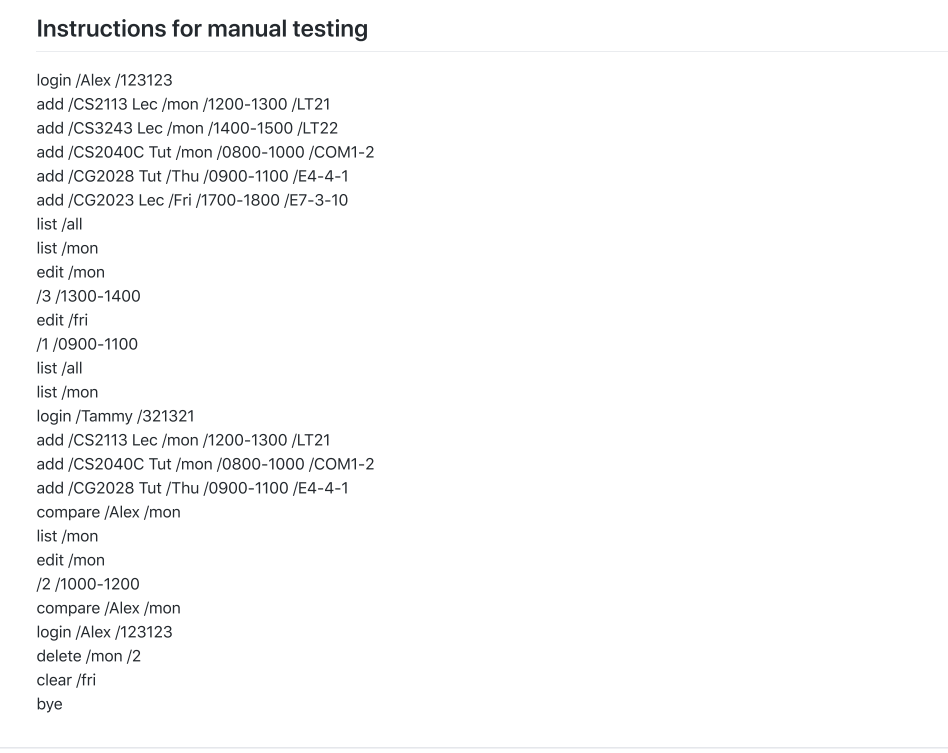 Instructions for manual testing
login /Alex /123123
add /CS2113 Lec /mon /1200-1300 /LT21
add /CS3243 Lec /mon /1400-1500 /LT22
add /CS2040C Tut /mon /0800-1000 /COM1-2
add /CG2028 Tut /Thu /0900-1100 /E4-4-1
add /CG2023 Lec /Fri /1700-1800 /E7-3-10
list /all
list /mon
edit /mon
/3 /1300-1400
edit /fri
/1 /0900-1100
list /all
list /mon
login /Tammy /321321
add /CS2113 Lec /mon /1200-1300 /LT21
add /CS2040C Tut /mon /0800-1000 /COM1-2
add /CG2028 Tut /Thu /0900-1100 /E4-4-1
compare /Alex /mon
list /mon
edit /mon
/2 /1000-1200
compare /Alex /mon
login /Alex /123123
delete /mon /2
clear /fri
bye